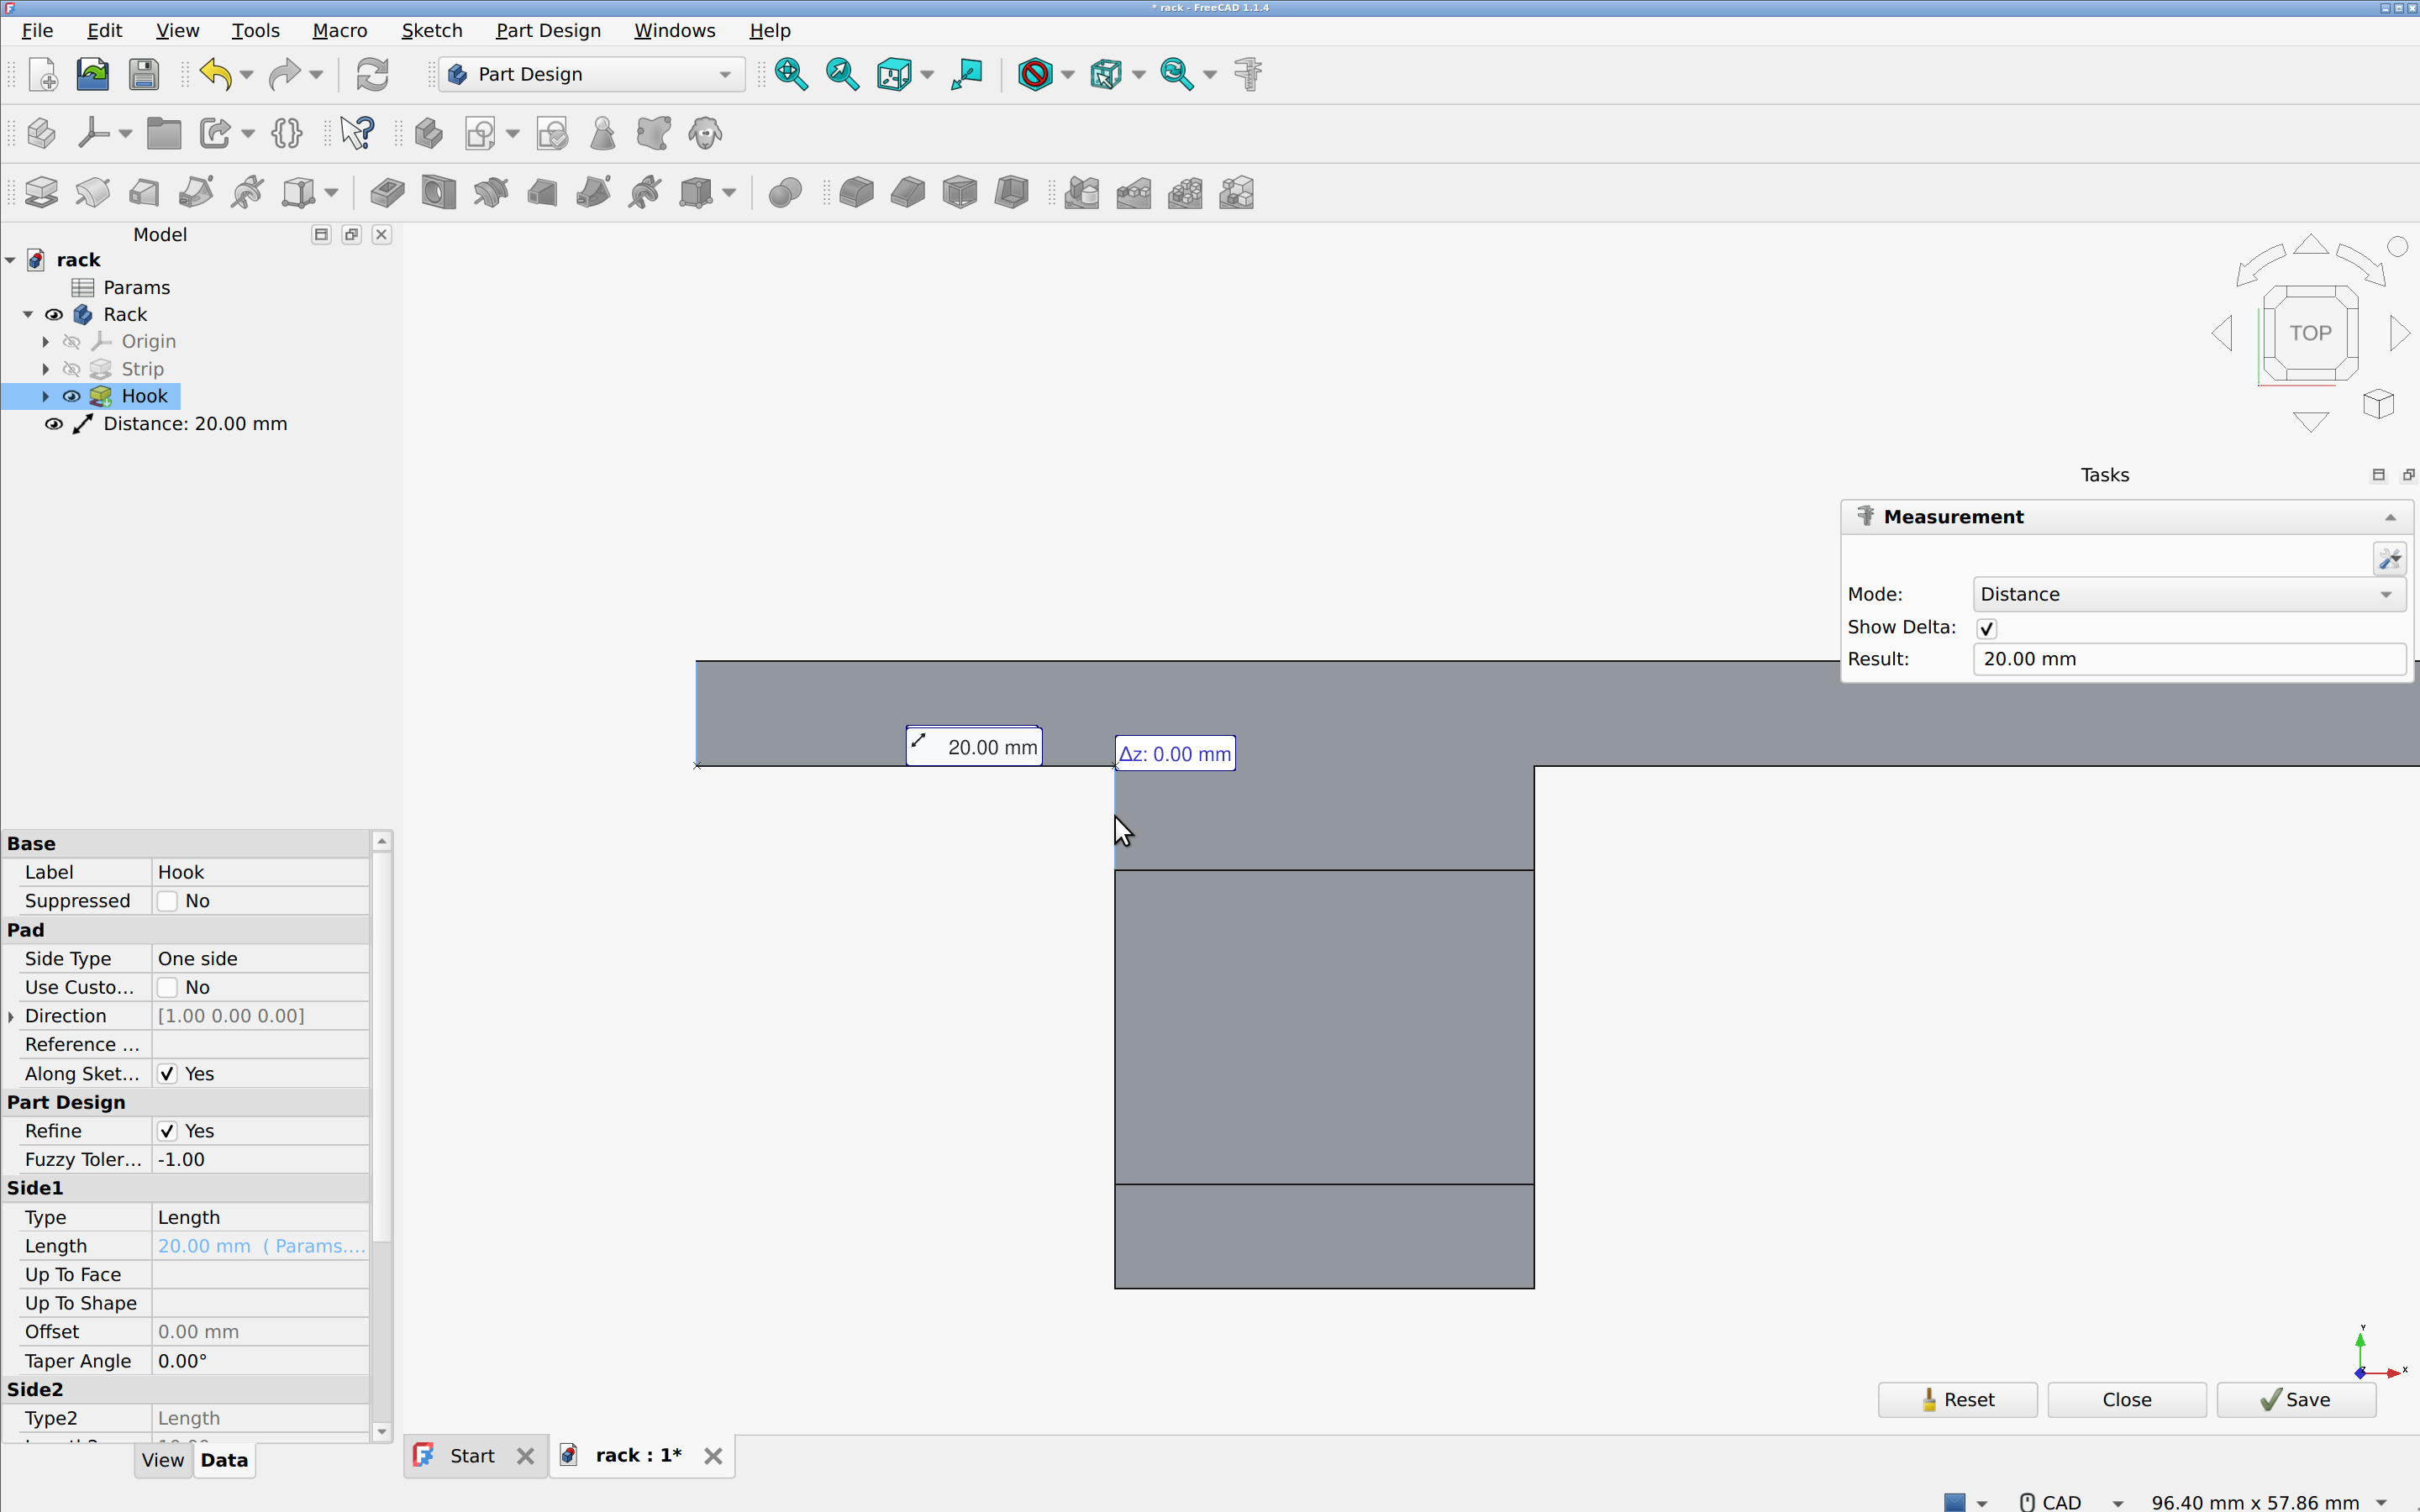 * rack - FreeCAD 1.1.4
File Edit View Tools Macro Sketch Part Design Windows Help
Part Design
Model
rack
Params
Rack
Origin
Strip
Hook
Distance: 20.00 mm
TOP
Tasks
Measurement
Mode: Distance
Show Delta:
Result: 20.00 mm
20.00 mm
Δz: 0.00 mm
Base
Label Hook
Suppressed No
Pad
Side Type One side
Use Custo... No
Direction [1.00 0.00 0.00]
Reference ...
Along Sket... Yes
Part Design
Refine Yes
Fuzzy Toler... -1.00
Side1
Type Length
Length 20.00 mm ( Params....
Up To Face
Up To Shape
Offset 0.00 mm
Taper Angle 0.00°
Side2
Type2 Length
View Data
Y
X
Reset Close Save
Start rack : 1*
CAD 96.40 mm x 57.86 mm